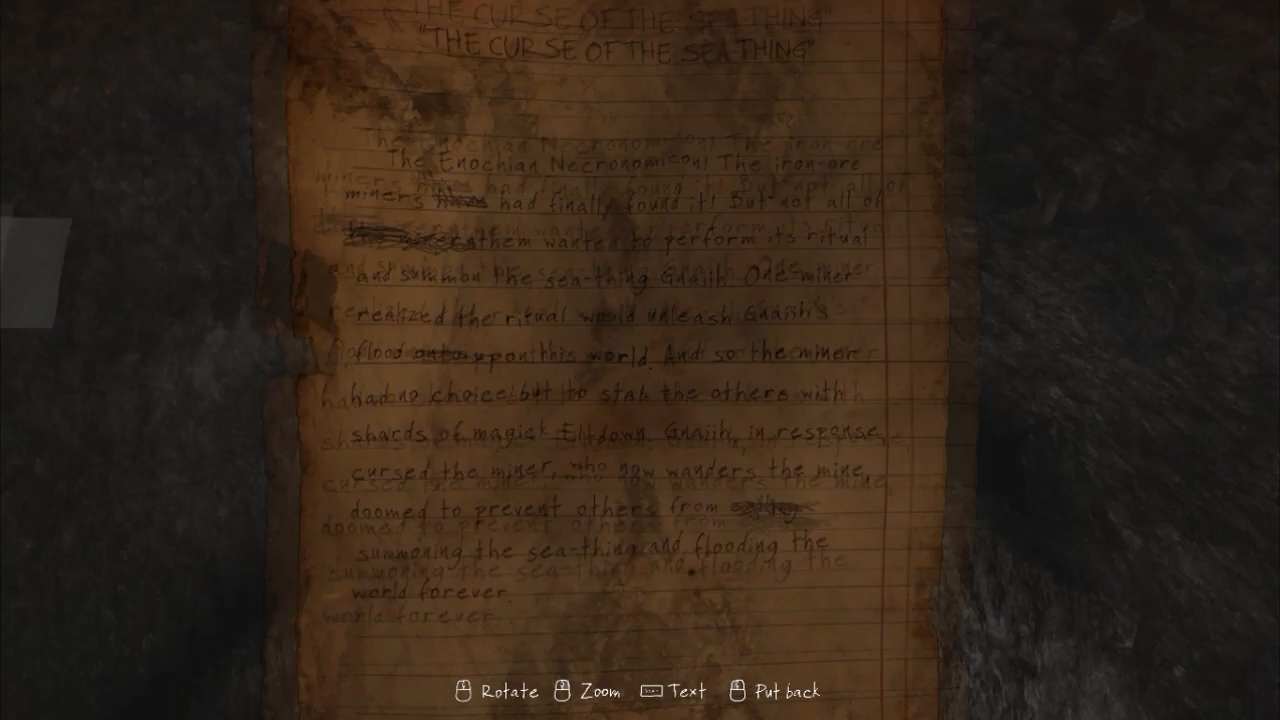 "THE CURSE OF THE SEA-THING"
The Enochian Necronomicon! The iron-ore
miners had finally found it! But not all of
them wanted to perform its ritual
and summon the sea-thing Gnaiih. One miner
realized the ritual would unleash Gnaiih's
flood upon this world. And so the miner
had no choice but to stab the others with
shards of magick Eltdown. Gnaiih, in response,
cursed the miner, who now wanders the mine,
doomed to prevent others from
summoning the sea-thing and flooding the
world forever.
Rotate Zoom Text Put back